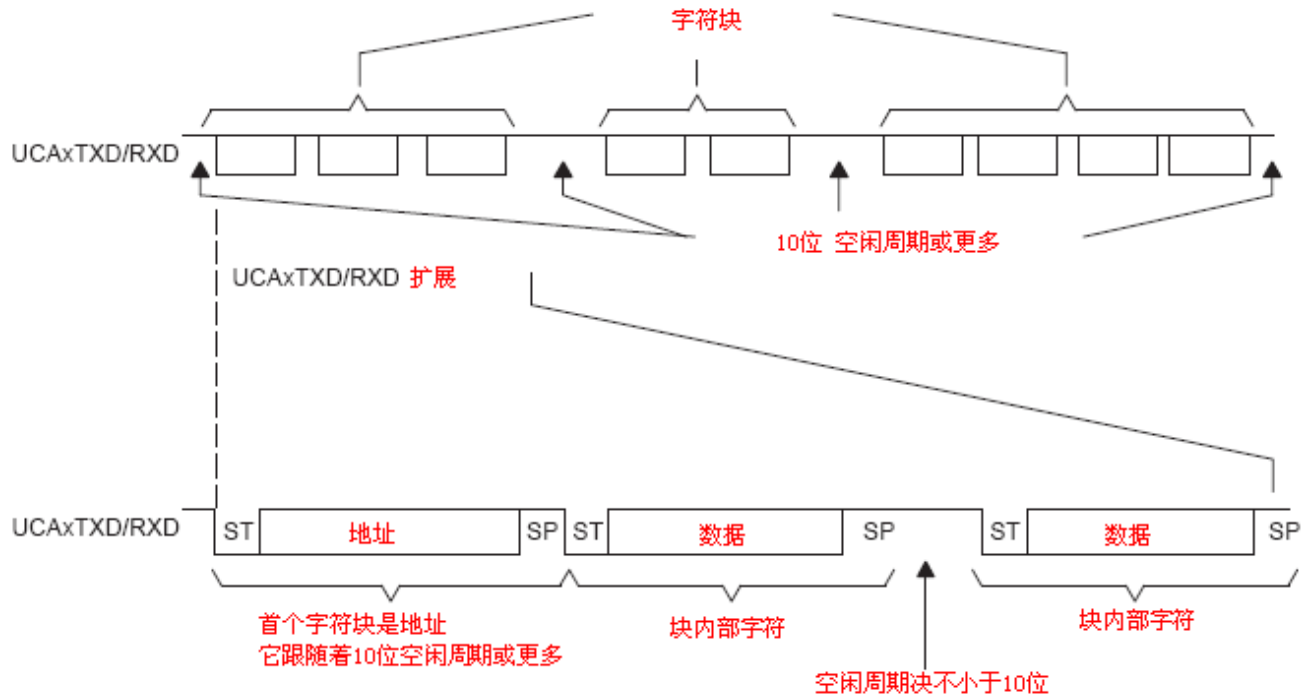 字符块
UCAxTXD/RXD
10位 空闲周期或更多
UCAxTXD/RXD 扩展
UCAxTXD/RXD
ST 地址 SP ST 数据 SP ST 数据 SP
首个字符块是地址
它跟随着10位空闲周期或更多
块内部字符
块内部字符
空闲周期决不小于10位